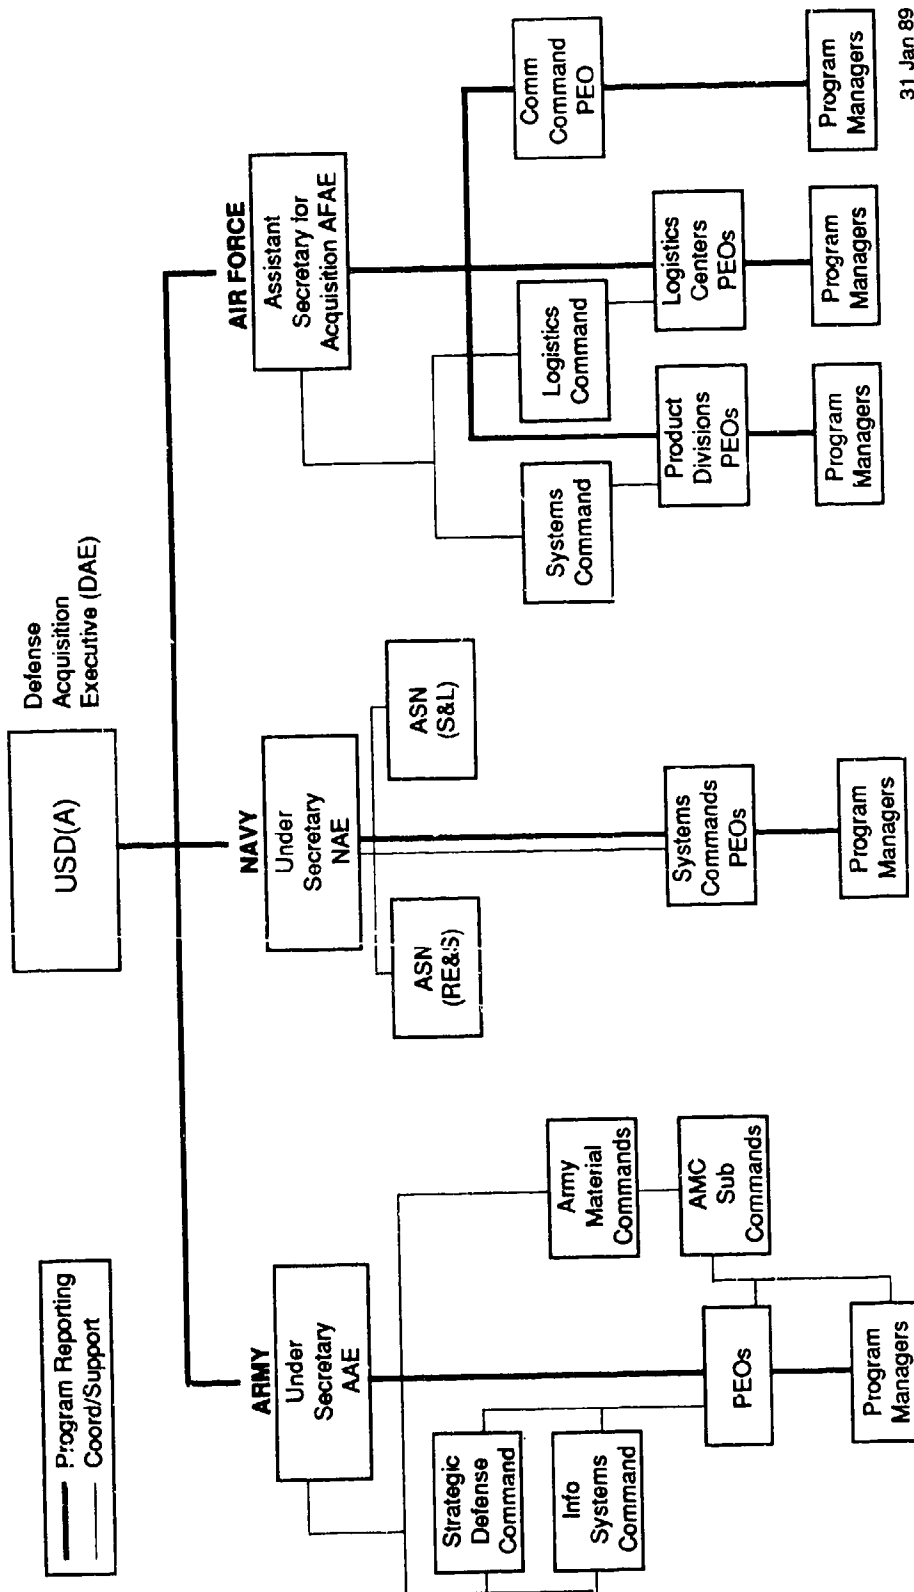 Program Reporting
Coord/Support
USD(A)
Defense
Acquisition
Executive (DAE)
ARMY
Under
Secretary
AAE
Strategic
Defense
Command
Info
Systems
Command
Army
Material
Commands
AMC
Sub
Commands
PEOs
Program
Managers
NAVY
Under
Secretary
NAE
ASN
(RE&S)
ASN
(S&L)
Systems
Commands
PEOs
Program
Managers
AIR FORCE
Assistant
Secretary for
Acquisition AFAE
Systems
Command
Logistics
Command
Comm
Command
PEO
Product
Divisions
PEOs
Logistics
Centers
PEOs
Program
Managers
Program
Managers
Program
Managers
31 Jan 89